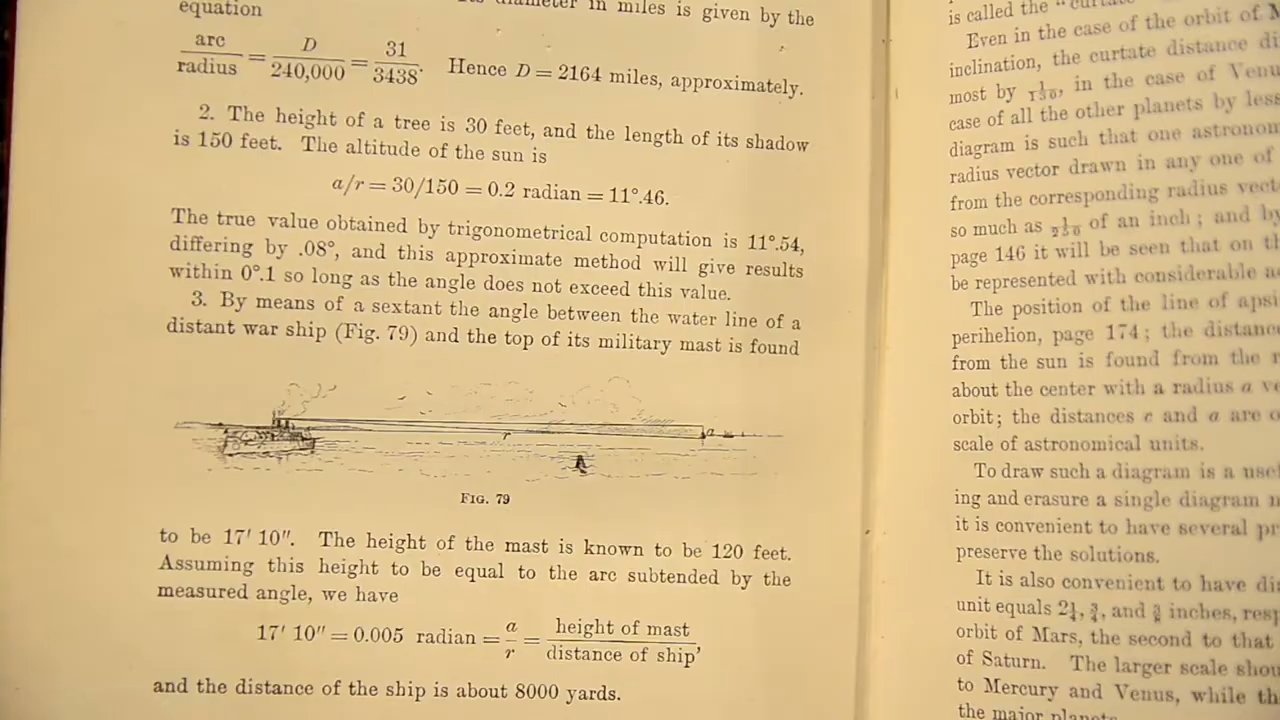 diameter in miles is given by the
equation
arc / radius = D / 240,000 = 31 / 3438. Hence D = 2164 miles, approximately.
2. The height of a tree is 30 feet, and the length of its shadow
is 150 feet. The altitude of the sun is
a/r = 30/150 = 0.2 radian = 11°.46.
The true value obtained by trigonometrical computation is 11°.54,
differing by .08°, and this approximate method will give results
within 0°.1 so long as the angle does not exceed this value.
3. By means of a sextant the angle between the water line of a
distant war ship (Fig. 79) and the top of its military mast is found
r
a
FIG. 79
to be 17′ 10″. The height of the mast is known to be 120 feet.
Assuming this height to be equal to the arc subtended by the
measured angle, we have
17′ 10″ = 0.005 radian = a / r = height of mast / distance of ship,
and the distance of the ship is about 8000 yards.
is called the
Even in the case of the orbit of
inclination, the curtate distance
most by in the case of
case of all the other planets by less
diagram is such that one
radius vector drawn in any one of
from the corresponding radius
so much as of an inch; and by
page 146 it will be seen that on
be represented with considerable
The position of the line of
perihelion, page 174; the
from the sun is found from the
about the center with a radius a
orbit; the distances c and a are
scale of astronomical units.
To draw such a diagram is a
ing and erasure a single diagram
it is convenient to have several
preserve the solutions.
It is also convenient to have
unit equals 2¼, ¾, and inches,
orbit of Mars, the second to that
of Saturn. The larger scale
to Mercury and Venus, while
the major planets